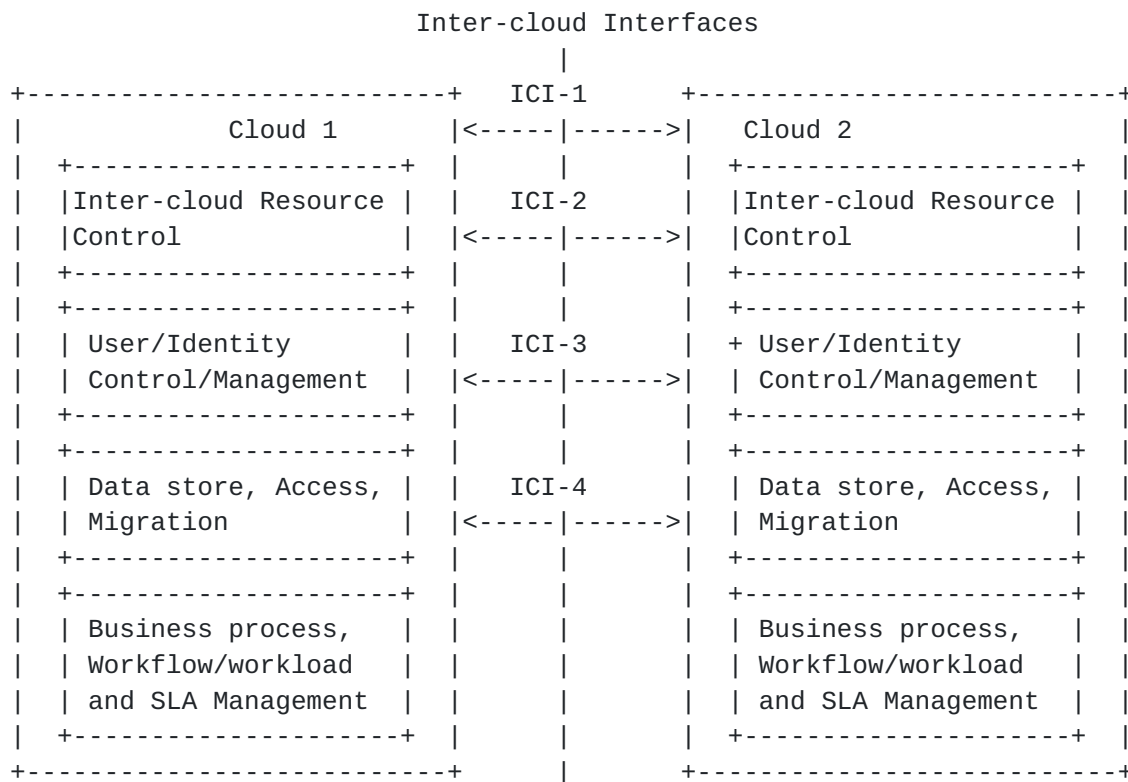 Inter-cloud Interfaces
|
+---------------------------+   ICI-1      +---------------------------+
|             Cloud 1       |<-----|------>|   Cloud 2                 |
|  +--------------------+  |      |       |  +--------------------+  |
|  |Inter-cloud Resource |  |   ICI-2      |  |Inter-cloud Resource |  |
|  |Control              |  |<-----|------>|  |Control              |  |
|  +--------------------+  |      |       |  +--------------------+  |
|  +--------------------+  |      |       |  +--------------------+  |
|  | User/Identity       |  |   ICI-3      |  + User/Identity       |  |
|  | Control/Management  |  |<-----|------>|  | Control/Management  |  |
|  +--------------------+  |      |       |  +--------------------+  |
|  +--------------------+  |      |       |  +--------------------+  |
|  | Data store, Access, |  |   ICI-4      |  | Data store, Access, |  |
|  | Migration           |  |<-----|------>|  | Migration           |  |
|  +--------------------+  |      |       |  +--------------------+  |
|  +--------------------+  |      |       |  +--------------------+  |
|  | Business process,   |  |      |       |  | Business process,   |  |
|  | Workflow/workload   |  |      |       |  | Workflow/workload   |  |
|  | and SLA Management  |  |      |       |  | and SLA Management  |  |
|  +--------------------+  |      |       |  +--------------------+  |
+---------------------------+      |       +---------------------------+